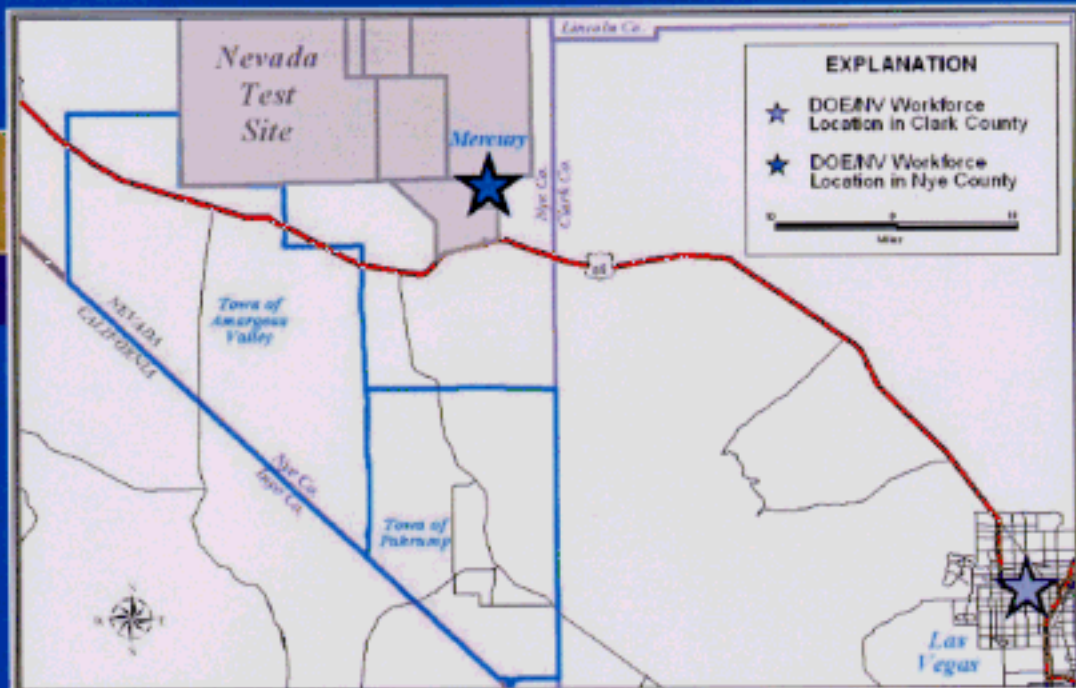 Lincoln Co.
Nevada
Test
Site
Mercury
Nye Co.
Clark Co.
EXPLANATION
DOE/NV Workforce
Location in Clark County
DOE/NV Workforce
Location in Nye County
10
0
Miles
95
Town of
Amargosa
Valley
NEVADA
CALIFORNIA
Nye Co.
Inyo Co.
Town of
Pahrump
Las
Vegas